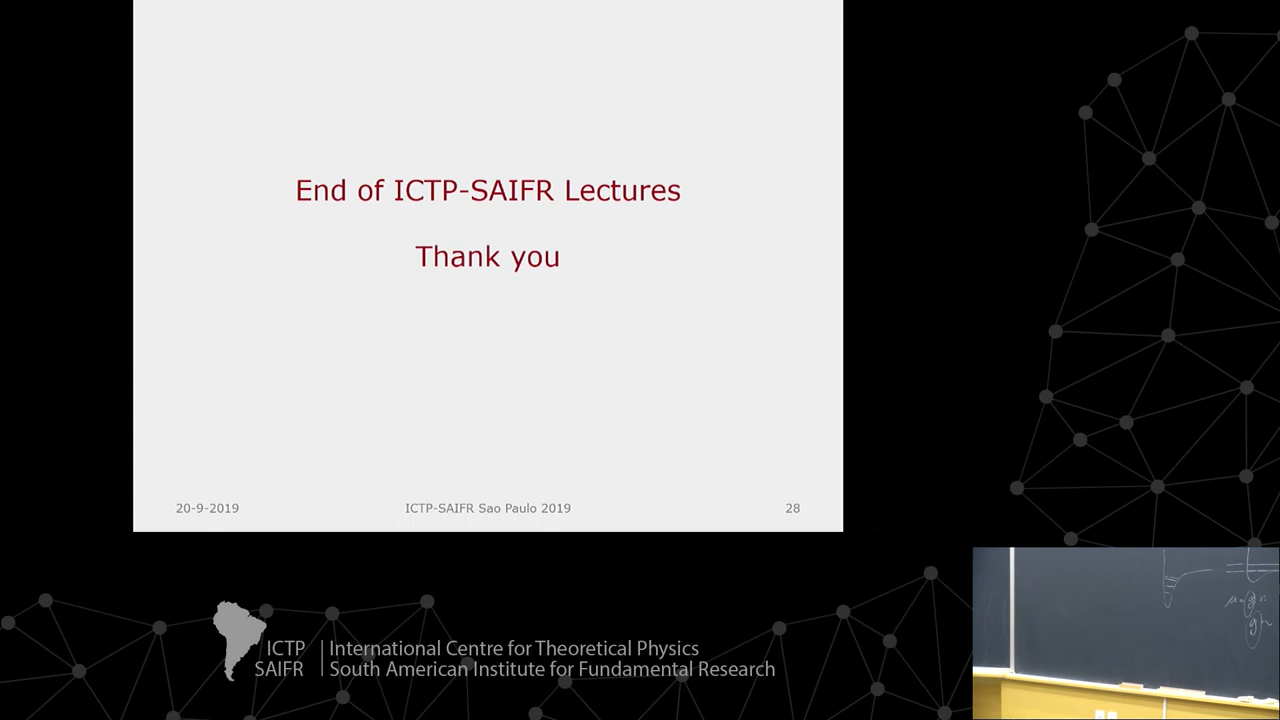 End of ICTP-SAIFR Lectures
Thank you
20-9-2019
ICTP-SAIFR Sao Paulo 2019
28
ICTP
SAIFR
International Centre for Theoretical Physics
South American Institute for Fundamental Research